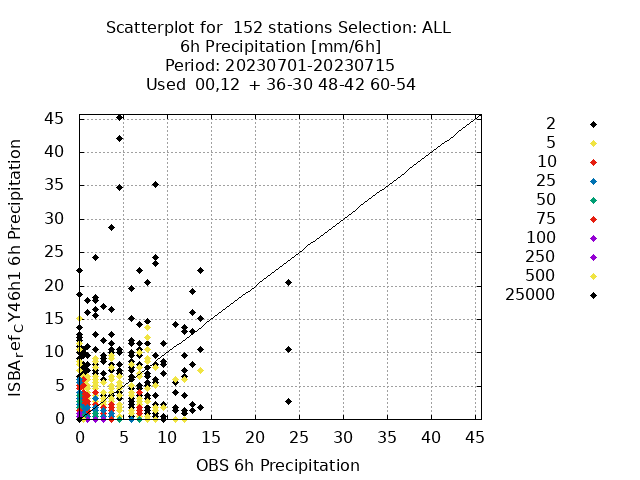 Scatterplot for  152 stations Selection: ALL
6h Precipitation [mm/6h]
Period: 20230701-20230715
Used  00,12  + 36-30 48-42 60-54
45
40
35
30
25
20
15
10
5
0
0 5 10 15 20 25 30 35 40 45
ISBA_ref_CY46h1 6h Precipitation
OBS 6h Precipitation
2
5
10
25
50
75
100
250
500
25000